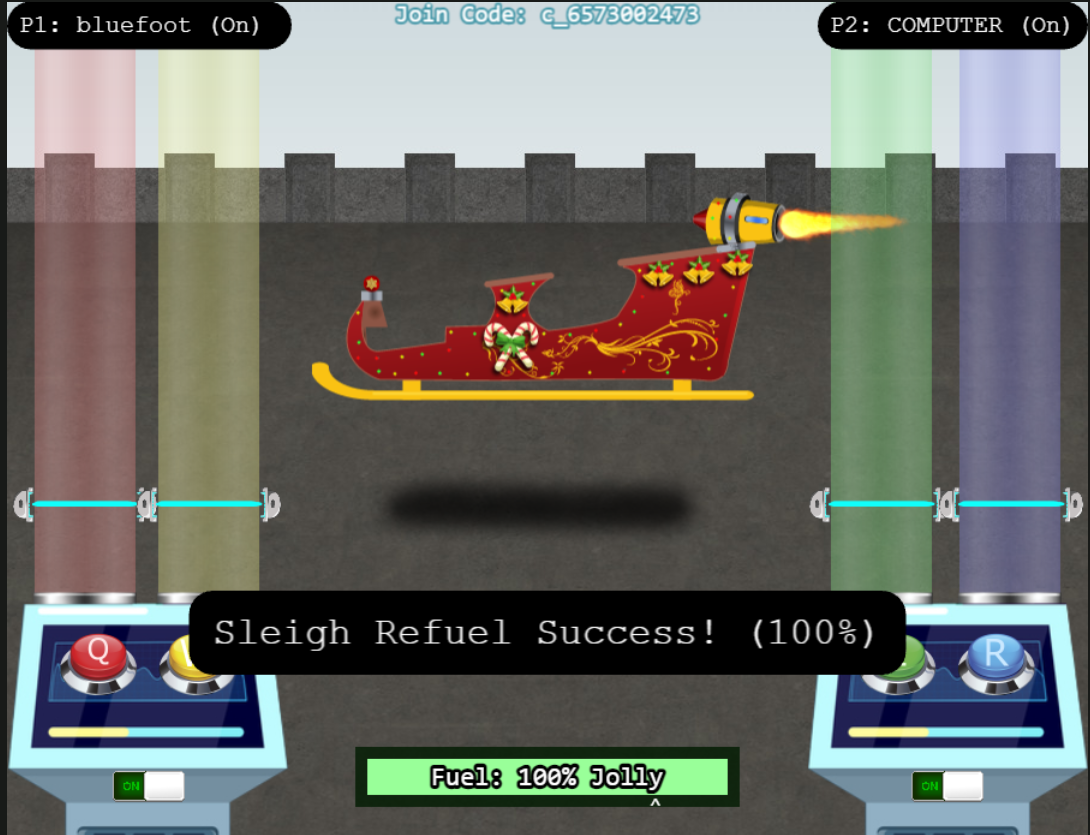 P1: bluefoot (On)
Join Code: c_6573002473
P2: COMPUTER (On)
Sleigh Refuel Success! (100%)
Q
R
ON
ON
Fuel: 100% Jolly
^